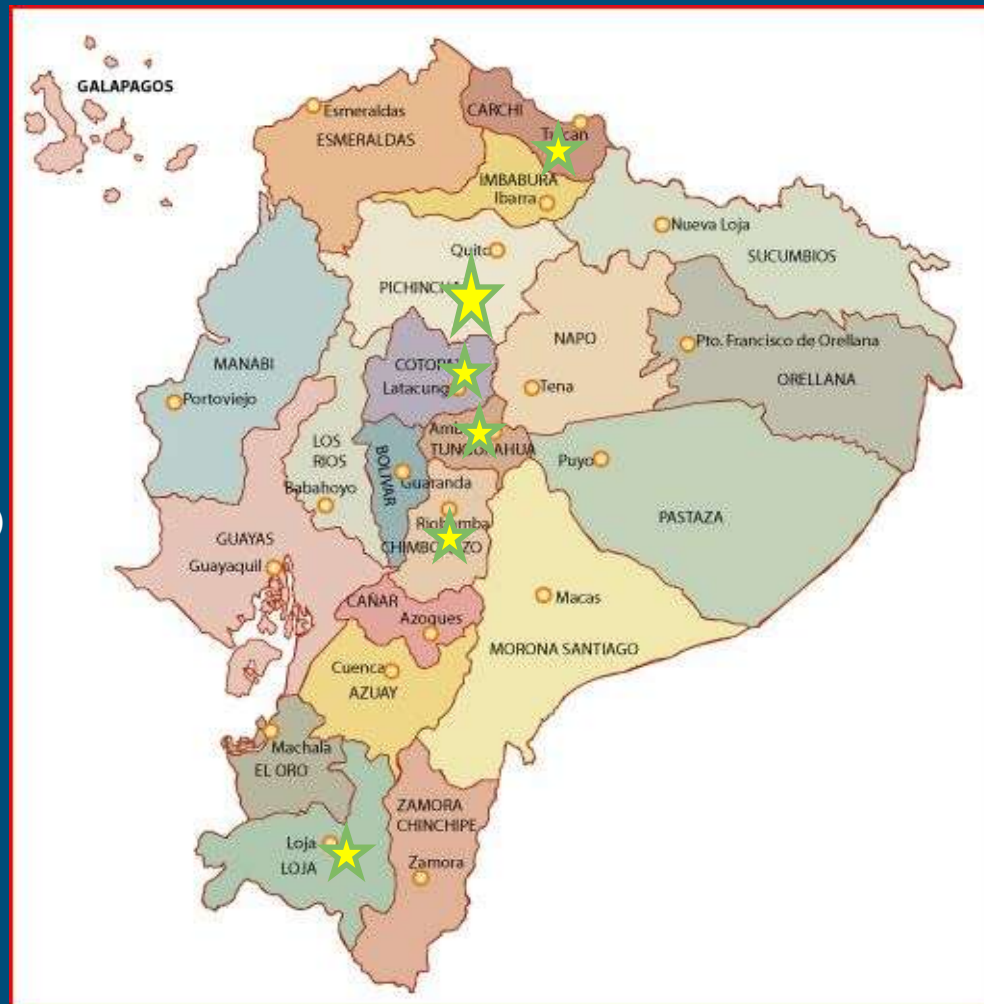 GALAPAGOS
Esmeraldas
ESMERALDAS
CARCHI
IMBABURA
Ibarra
Nueva Loja
SUCUMBIOS
Quito
NAPO
Pto. Francisco de Orellana
ORELLANA
MANABI
Portoviejo
Tena
LOS
RIOS
BOLIVAR
Puyo
Guaranda
Babahoyo
PASTAZA
GUAYAS
Guayaquil
CAÑAR
Azogues
Macas
MORONA SANTIAGO
Cuenca
AZUAY
Machala
EL ORO
ZAMORA
CHINCHIPE
Loja
LOJA
Zamora